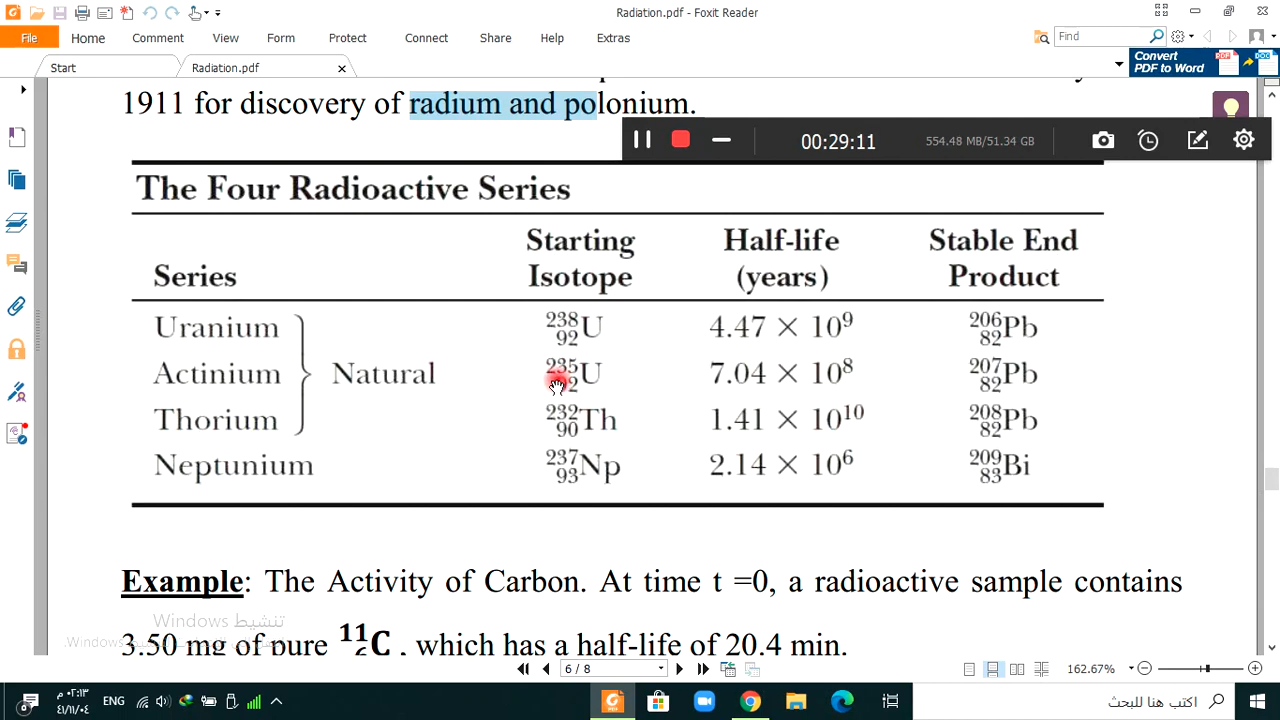 Radiation.pdf - Foxit Reader
File Home Comment View Form Protect Connect Share Help Extras Find
Start Radiation.pdf
Convert
PDF to Word
1911 for discovery of radium and polonium.
00:29:11 554.48 MB/51.34 GB
The Four Radioactive Series
Starting Half-life Stable End
Series Isotope (years) Product
Uranium ²³⁸₉₂U 4.47 × 10⁹ ²⁰⁶₈₂Pb
Actinium Natural ²³⁵₂U 7.04 × 10⁸ ²⁰⁷₈₂Pb
Thorium ²³²₉₀Th 1.41 × 10¹⁰ ²⁰⁸₈₂Pb
Neptunium ²³⁷₉₃Np 2.14 × 10⁶ ²⁰⁹₈₃Bi
Example: The Activity of Carbon. At time t =0, a radioactive sample contains
تنشيط Windows
3.50 mg of pure ¹¹C , which has a half-life of 20.4 min.
6 / 8 162.67%
ENG ٠٢:١٣ م
اكتب هنا للبحث